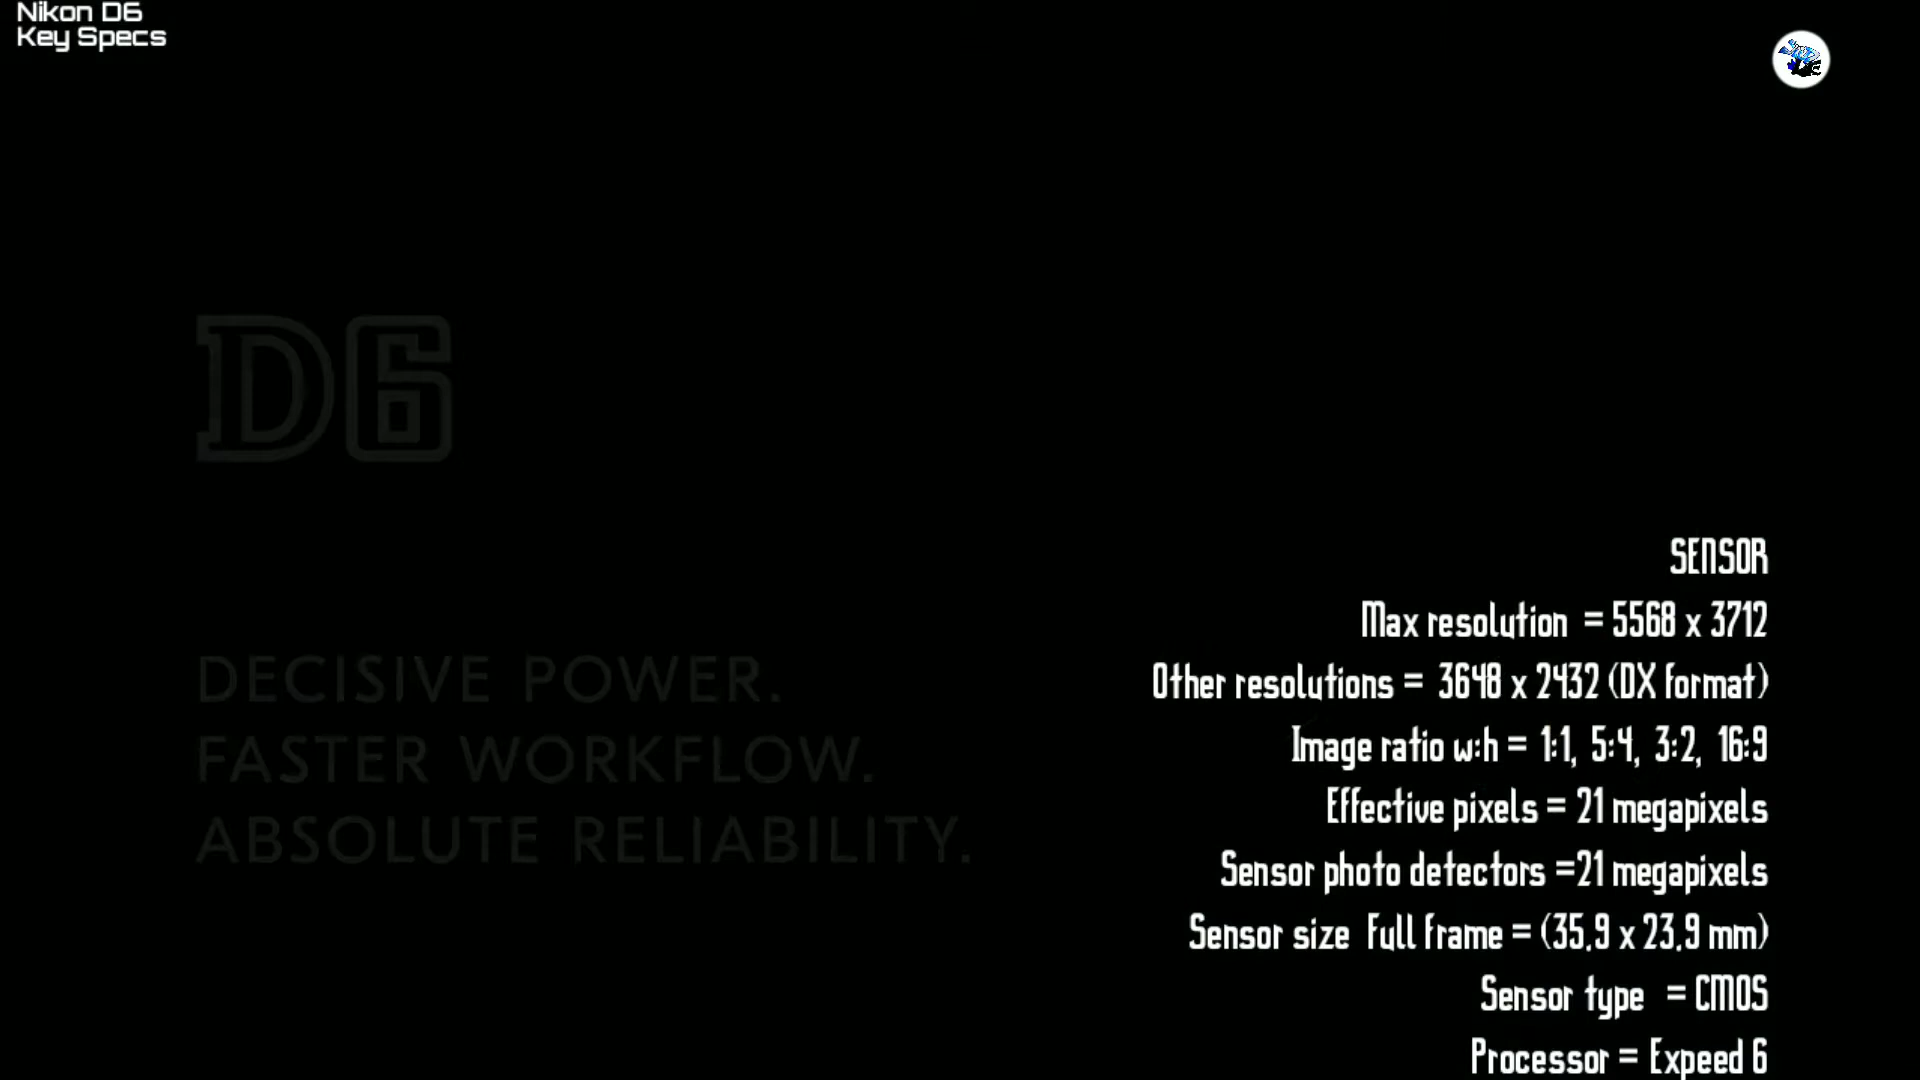 Nikon D6
Key Specs
D6
DECISIVE POWER.
FASTER WORKFLOW.
ABSOLUTE RELIABILITY.
SENSOR
Max resolution = 5568 x 3712
Other resolutions = 3648 x 2432 (DX format)
Image ratio w:h = 1:1, 5:4, 3:2, 16:9
Effective pixels = 21 megapixels
Sensor photo detectors =21 megapixels
Sensor size Full frame = (35.9 x 23.9 mm)
Sensor type = CMOS
Processor = Expeed 6